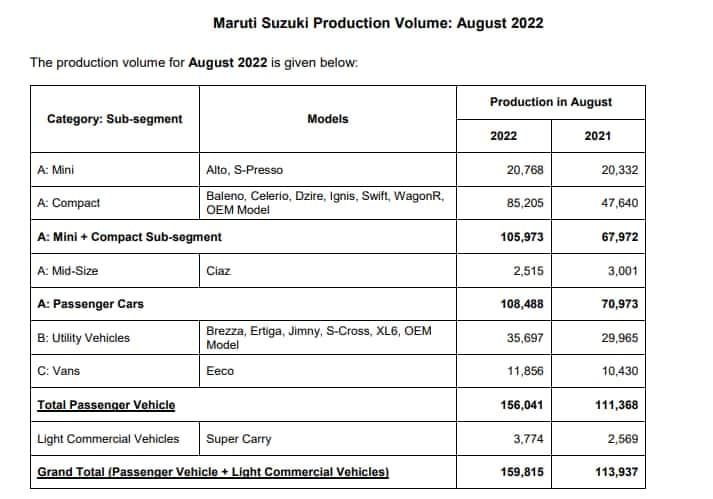 Maruti Suzuki Production Volume: August 2022
The production volume for August 2022 is given below:
Category: Sub-segment Models Production in August
2022 2021
A: Mini Alto, S-Presso 20,768 20,332
A: Compact Baleno, Celerio, Dzire, Ignis, Swift, WagonR, 85,205 47,640
OEM Model
A: Mini + Compact Sub-segment 105,973 67,972
A: Mid-Size Ciaz 2,515 3,001
A: Passenger Cars 108,488 70,973
B: Utility Vehicles Brezza, Ertiga, Jimny, S-Cross, XL6, OEM 35,697 29,965
Model
C: Vans Eeco 11,856 10,430
Total Passenger Vehicle 156,041 111,368
Light Commercial Vehicles Super Carry 3,774 2,569
Grand Total (Passenger Vehicle + Light Commercial Vehicles) 159,815 113,937